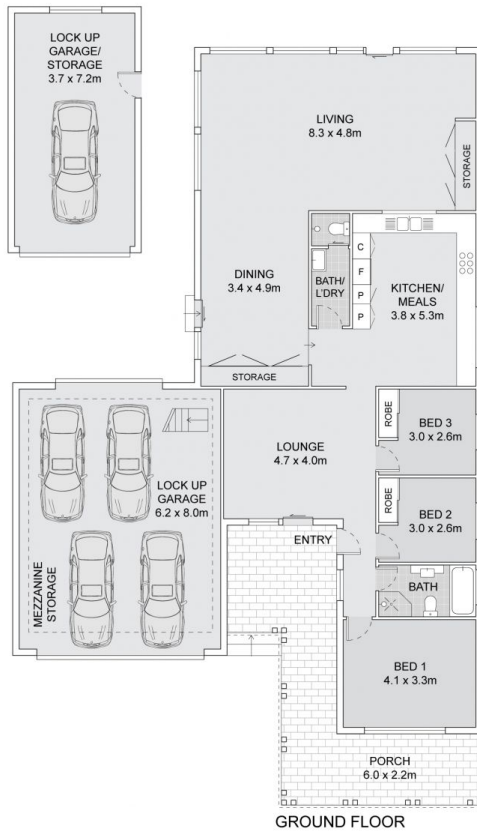 LOCK UP
GARAGE/
STORAGE
3.7 x 7.2m
LIVING
8.3 x 4.8m
STORAGE
DINING
3.4 x 4.9m
BATH/
L'DRY
C
F
P
P
KITCHEN/
MEALS
3.8 x 5.3m
STORAGE
LOUNGE
4.7 x 4.0m
ROBE
BED 3
3.0 x 2.6m
LOCK UP
GARAGE
6.2 x 8.0m
MEZZANINE
STORAGE
ROBE
BED 2
3.0 x 2.6m
ENTRY
BATH
BED 1
4.1 x 3.3m
PORCH
6.0 x 2.2m
GROUND FLOOR